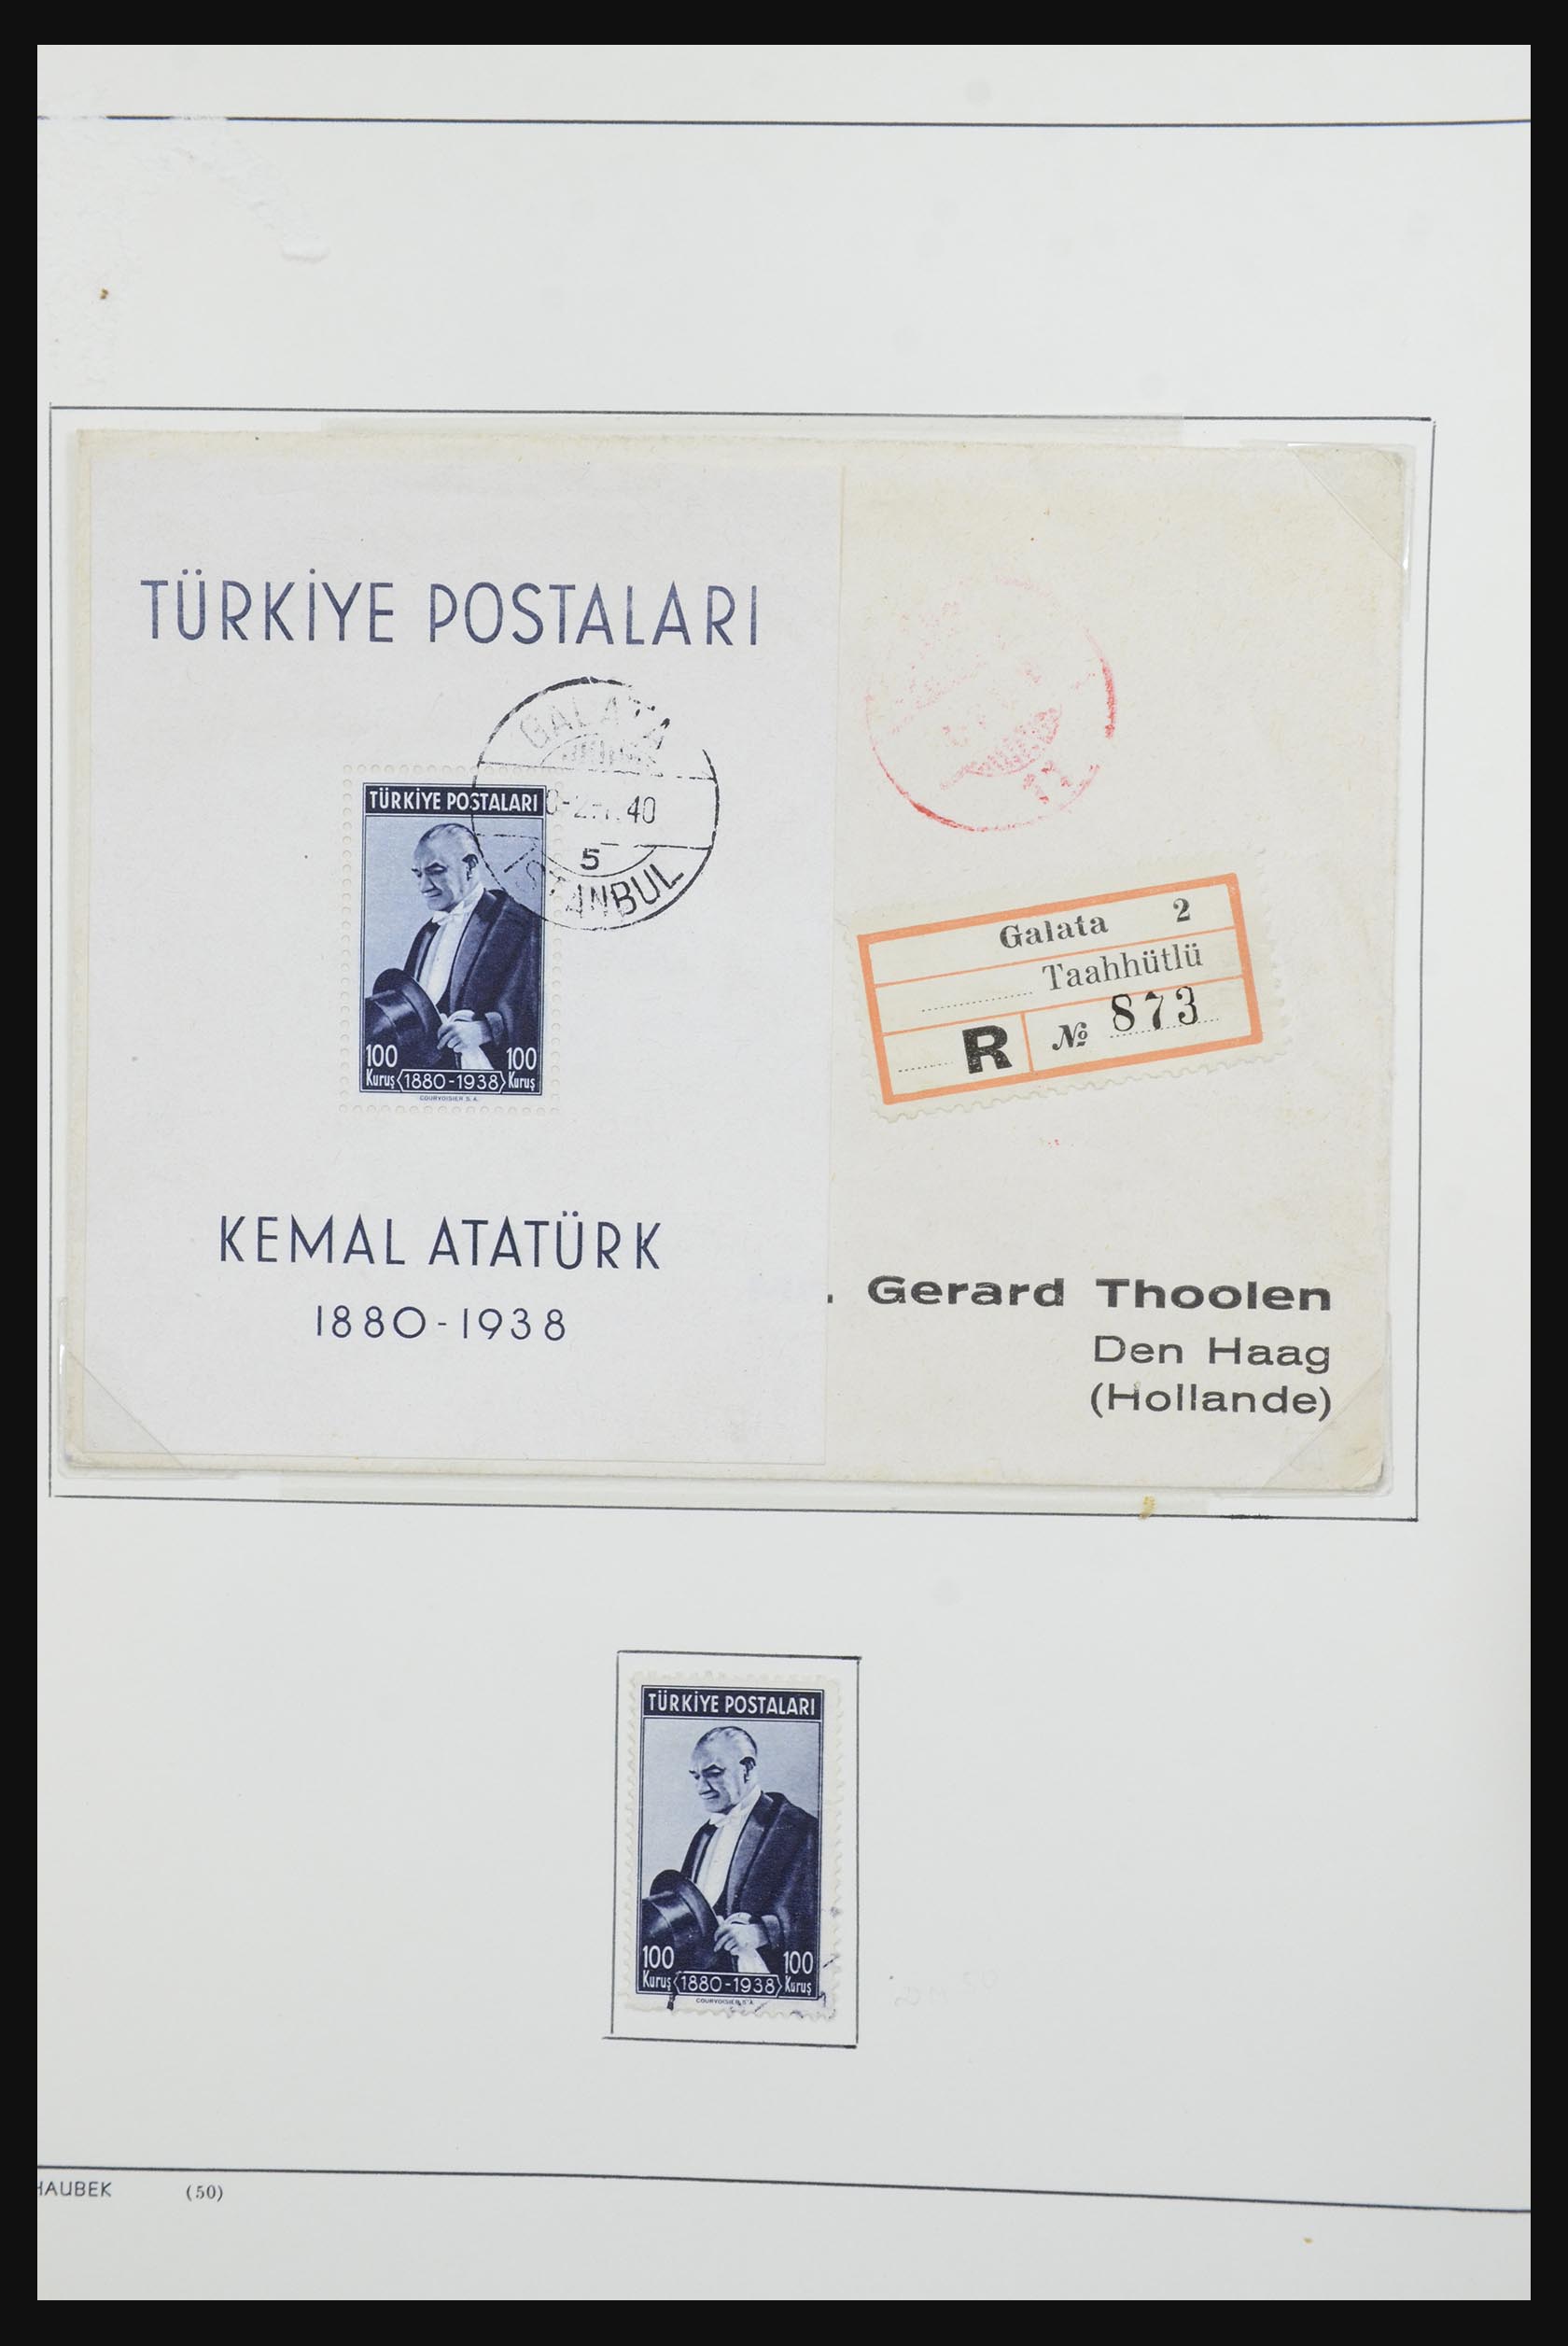 TÜRKİYE POSTALARI
GALATA
40
5
İSTANBUL
TÜRKİYE POSTALARI
100 100
Kuruş 1880-1938 Kuruş
COURVOISIER S.A.
KEMAL ATATÜRK
1880-1938
Galata 2
Taahhütlü
R № 873
. Gerard Thoolen
Den Haag
(Hollande)
TÜRKİYE POSTALARI
100 100
Kuruş 1880-1938 Kuruş
COURVOISIER S.A.
HAUBEK (50)